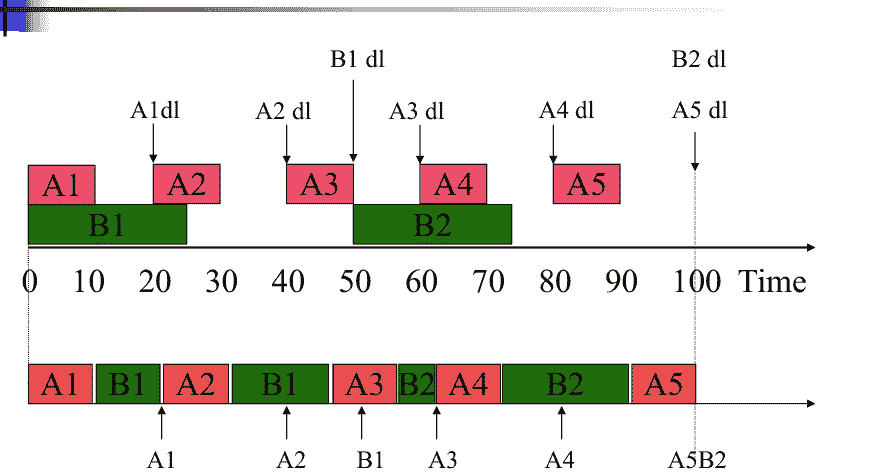 B1 dl B2 dl
A1dl A2 dl A3 dl A4 dl A5 dl
A1 A2 A3 A4 A5
B1 B2
0 10 20 30 40 50 60 70 80 90 100 Time
A1 B1 A2 B1 A3 B2 A4 B2 A5
A1 A2 B1 A3 A4 A5B2